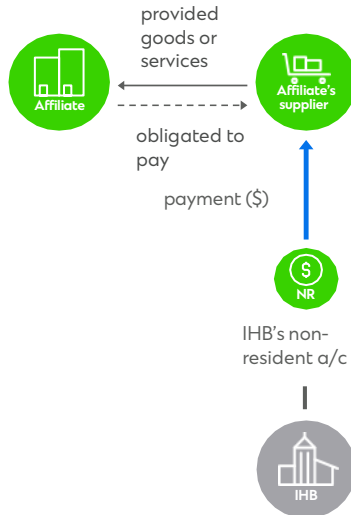 provided
goods or
services
Affiliate
Affiliate's
supplier
obligated to
pay
payment ($)
$
NR
IHB's non-
resident a/c
IHB